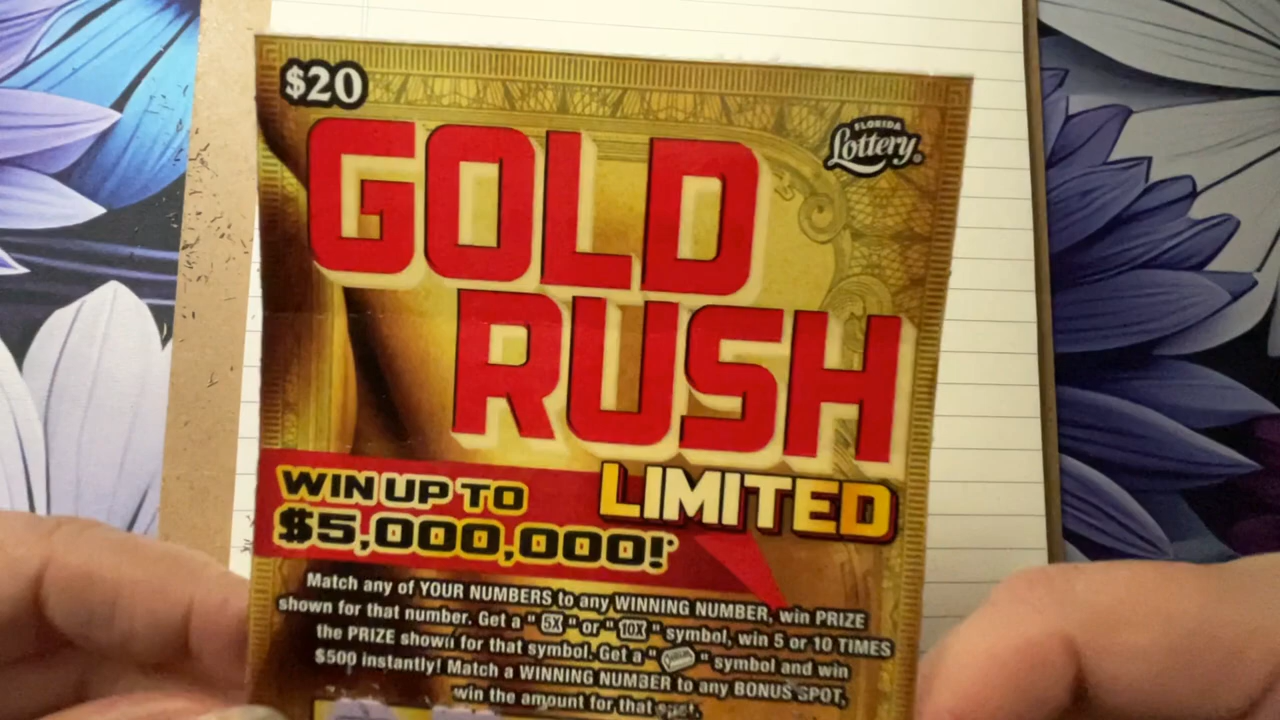 $20
FLORIDA
Lottery®
GOLD
RUSH
LIMITED
WIN UP TO
$5,000,000!*
Match any of YOUR NUMBERS to any WINNING NUMBER, win PRIZE
shown for that number. Get a "5X" or "10X" symbol, win 5 or 10 TIMES
the PRIZE shown for that symbol. Get a " " symbol and win
$500 instantly! Match a WINNING NUMBER to any BONUS SPOT,
win the amount for that spot.